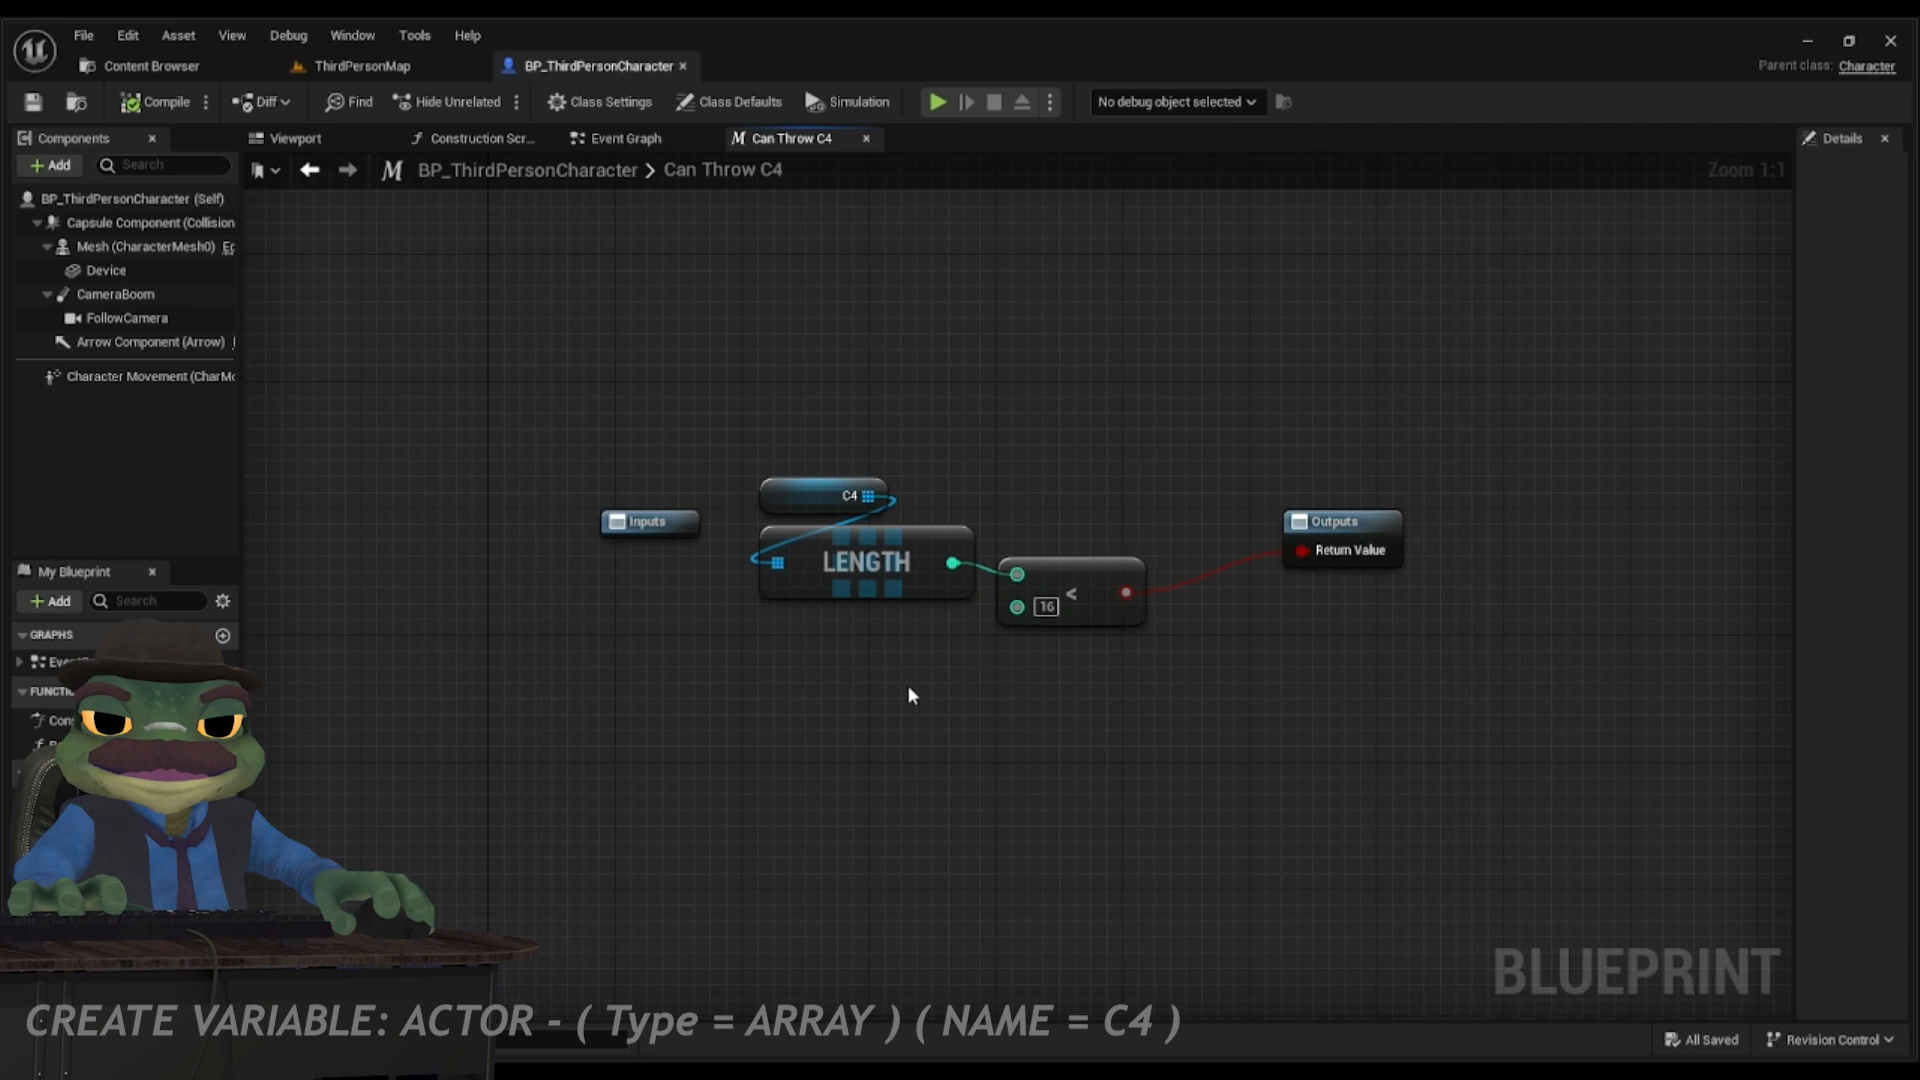 File Edit Asset View Debug Window Tools Help
Content Browser ThirdPersonMap BP_ThirdPersonCharacter
Parent class: Character
Compile Diff Find Hide Unrelated Class Settings Class Defaults Simulation No debug object selected
Components Viewport Construction Scr... Event Graph Can Throw C4 Details
Add Search
BP_ThirdPersonCharacter > Can Throw C4 Zoom 1:1
BP_ThirdPersonCharacter (Self)
Capsule Component (Collision
Mesh (CharacterMesh0)
Device
CameraBoom
FollowCamera
Arrow Component (Arrow)
Character Movement (CharMo
C4
Inputs
Outputs
Return Value
LENGTH
<
16
My Blueprint
Add Search
GRAPHS
FUNCTIO
BLUEPRINT
CREATE VARIABLE: ACTOR - ( Type = ARRAY ) ( NAME = C4 )
All Saved Revision Control